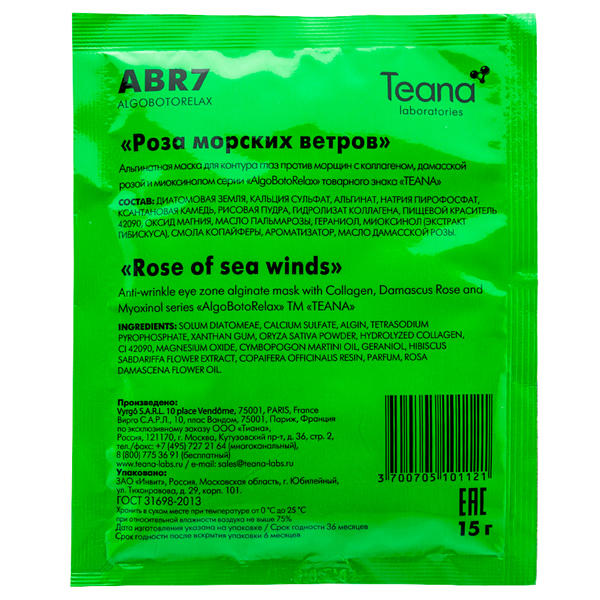 ABR7
ALGOBOTORELAX
Teana
laboratories
«Роза морских ветров»
Альгинатная маска для контура глаз против морщин с коллагеном, дамасской
розой и миоксинолом серии «AlgoBotoRelax» товарного знака «TEANA»
СОСТАВ: ДИАТОМОВАЯ ЗЕМЛЯ, КАЛЬЦИЯ СУЛЬФАТ, АЛЬГИНАТ, НАТРИЯ ПИРОФОСФАТ,
КСАНТАНОВАЯ КАМЕДЬ, РИСОВАЯ ПУДРА, ГИДРОЛИЗАТ КОЛЛАГЕНА, ПИЩЕВОЙ КРАСИТЕЛЬ
42090, ОКСИД МАГНИЯ, МАСЛО ПАЛЬМАРОЗЫ, ГЕРАНИОЛ, МИОКСИНОЛ (ЭКСТРАКТ
ГИБИСКУСА), СМОЛА КОПАЙФЕРЫ, АРОМАТИЗАТОР, МАСЛО ДАМАССКОЙ РОЗЫ.
«Rose of sea winds»
Anti-wrinkle eye zone alginate mask with Collagen, Damascus Rose and
Myoxinol series «AlgoBotoRelax» TM «TEANA»
INGREDIENTS: SOLUM DIATOMEAE, CALCIUM SULFATE, ALGIN, TETRASODIUM
PYROPHOSPHATE, XANTHAN GUM, ORYZA SATIVA POWDER, HYDROLYZED COLLAGEN,
CI 42090, MAGNESIUM OXIDE, CYMBOPOGON MARTINI OIL, GERANIOL, HIBISCUS
SABDARIFFA FLOWER EXTRACT, COPAIFERA OFFICINALIS RESIN, PARFUM, ROSA
DAMASCENA FLOWER OIL.
Произведено:
Vyrgô S.A.R.L. 10 place Vendôme, 75001, PARIS, France
Вирго С.А.Р.Л., 10, плас Вандом, 75001, Париж, Франция
по эксклюзивному заказу ООО «Тиана»,
Россия, 121170, г. Москва, Кутузовский пр-т, д. 36, стр. 2,
тел./факс: +7 (495) 727 21 64 (многоканальный),
8 (800) 775 36 91 (бесплатный)
www.teana-labs.ru / e-mail: sales@teana-labs.ru
Упаковано:
ЗАО «Инвит», Россия, Московская область, г. Юбилейный,
ул. Тихонравова, д. 29, корп. 101.
ГОСТ 31698-2013
Хранить в сухом месте при температуре от 0 °С до 25 °С
при относительной влажности воздуха не выше 75%
Дата изготовления указана на упаковке / Срок годности 36 месяцев
Срок годности после вскрытия упаковки 6 месяцев
3 700705 101121
EAC
15 г